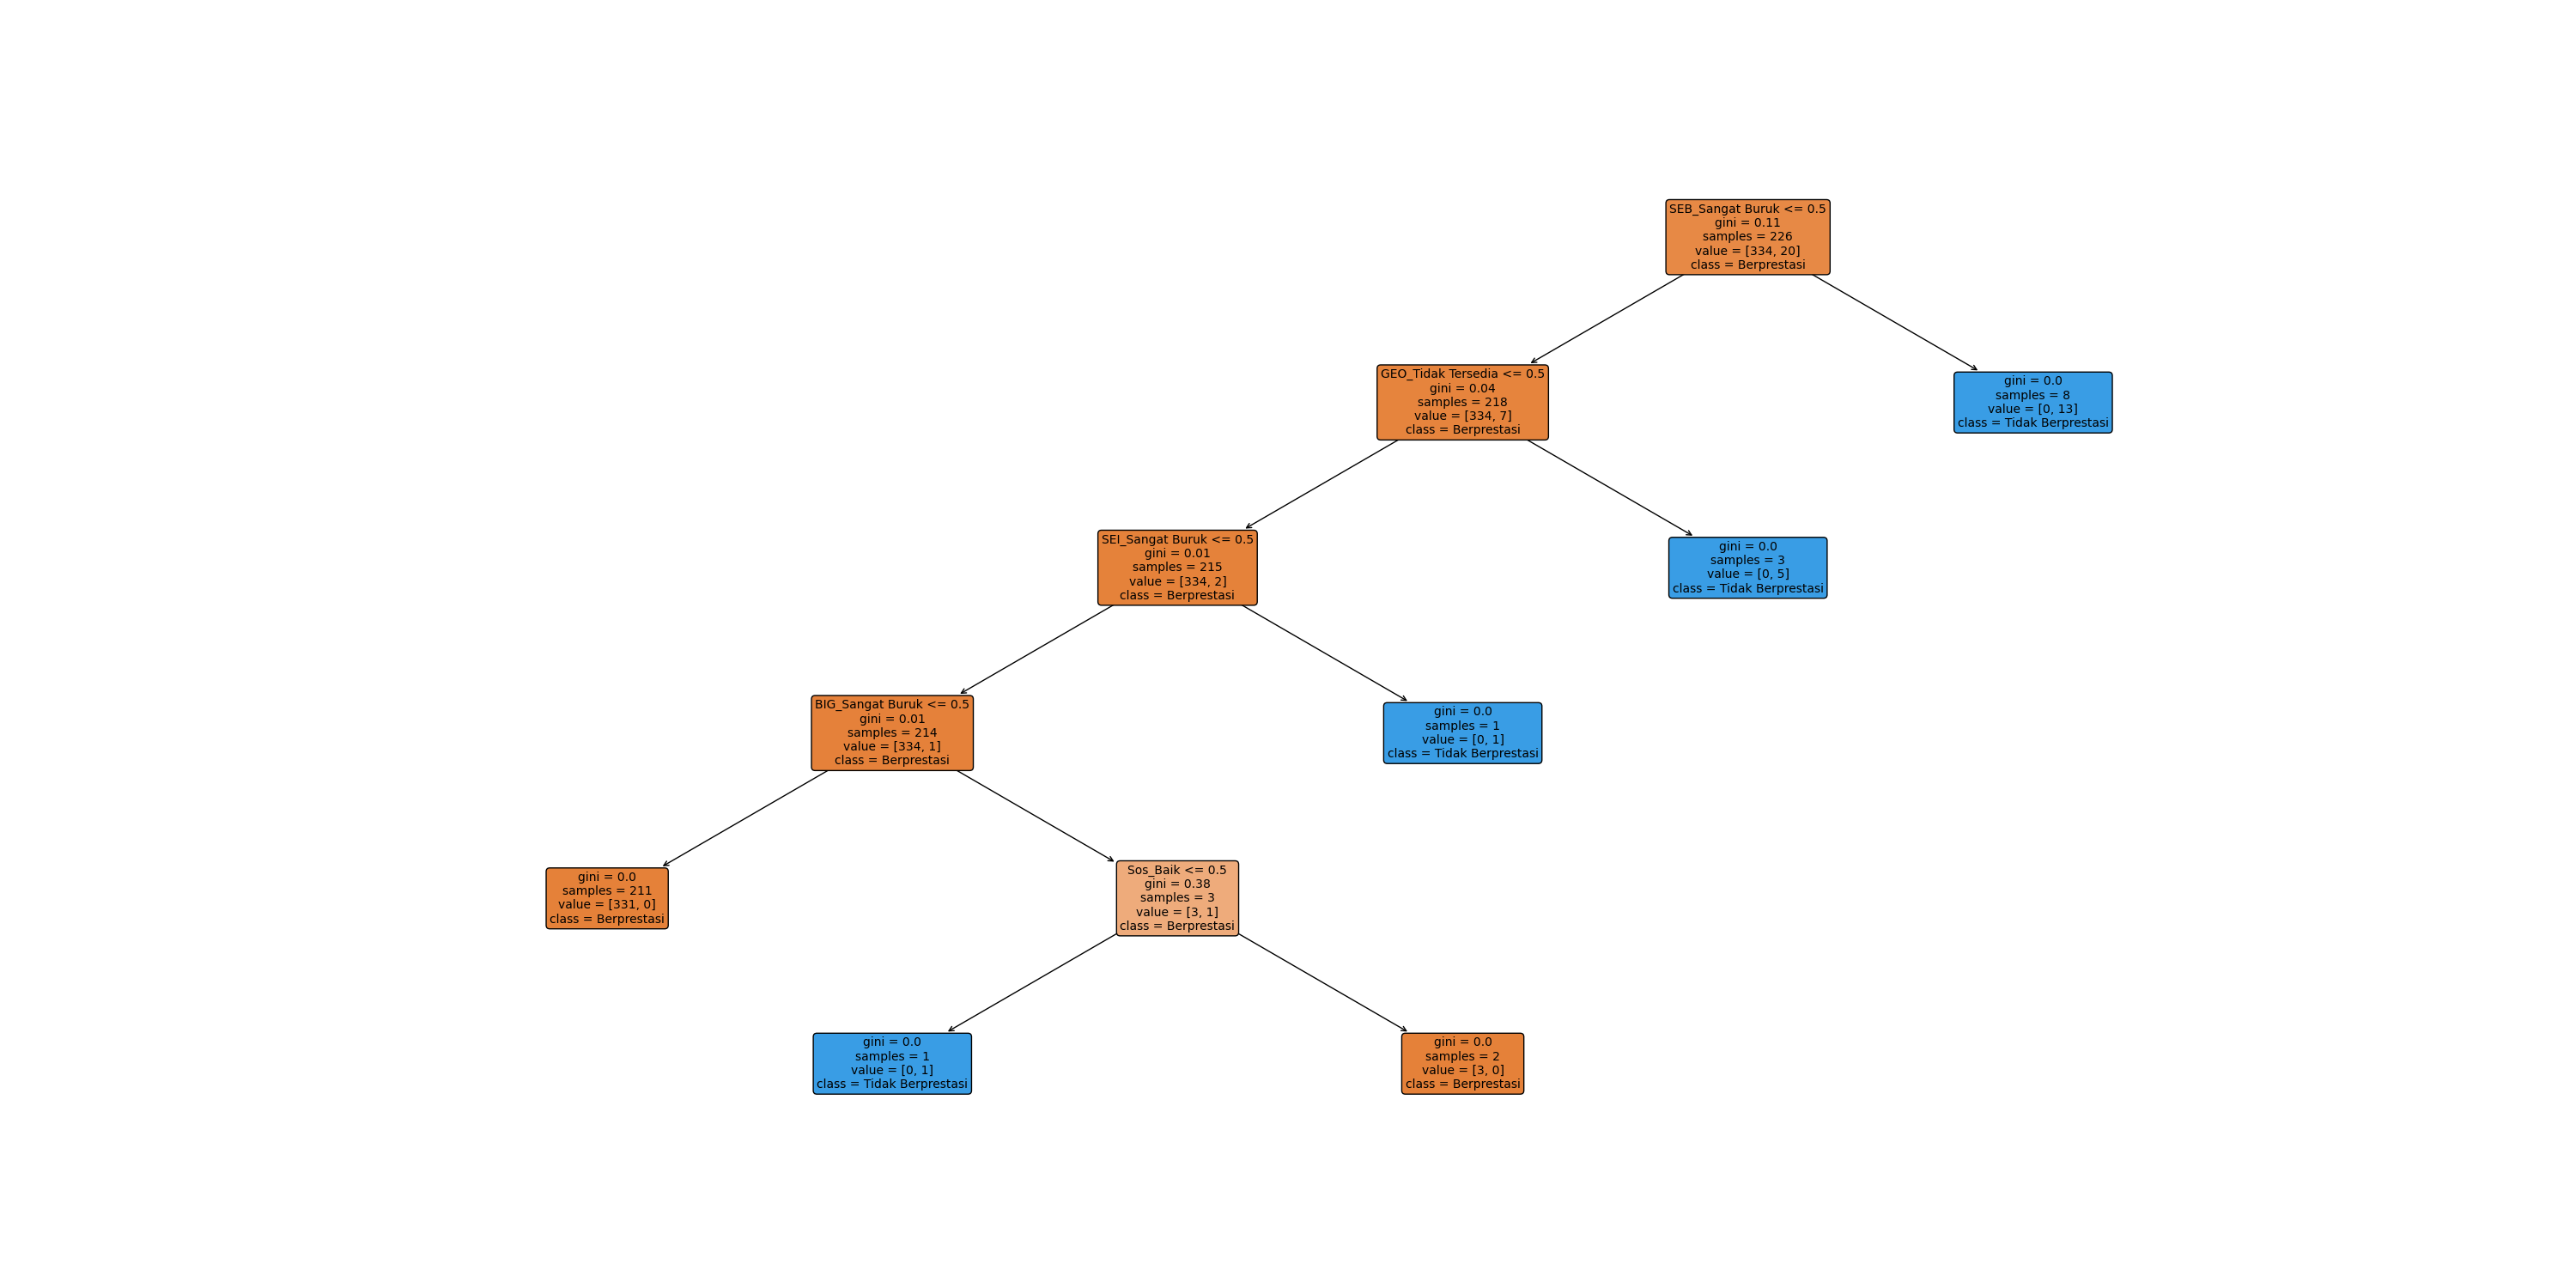 SEB_Sangat Buruk <= 0.5
gini = 0.11
samples = 226
value = [334, 20]
class = Berprestasi
GEO_Tidak Tersedia <= 0.5
gini = 0.04
samples = 218
value = [334, 7]
class = Berprestasi
gini = 0.0
samples = 8
value = [0, 13]
class = Tidak Berprestasi
SEI_Sangat Buruk <= 0.5
gini = 0.01
samples = 215
value = [334, 2]
class = Berprestasi
gini = 0.0
samples = 3
value = [0, 5]
class = Tidak Berprestasi
BIG_Sangat Buruk <= 0.5
gini = 0.01
samples = 214
value = [334, 1]
class = Berprestasi
gini = 0.0
samples = 1
value = [0, 1]
class = Tidak Berprestasi
gini = 0.0
samples = 211
value = [331, 0]
class = Berprestasi
Sos_Baik <= 0.5
gini = 0.38
samples = 3
value = [3, 1]
class = Berprestasi
gini = 0.0
samples = 1
value = [0, 1]
class = Tidak Berprestasi
gini = 0.0
samples = 2
value = [3, 0]
class = Berprestasi